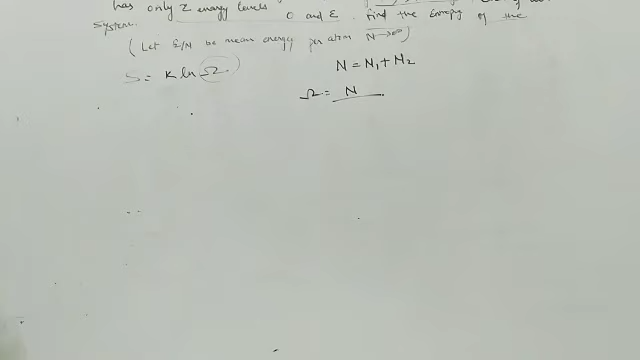 has only 2 energy levels 0 and ε. Find the Entropy of the
system.
(Let E/N be mean energy per atom N→∞)
S = K ln Ω
N = N₁ + N₂
Ω = N